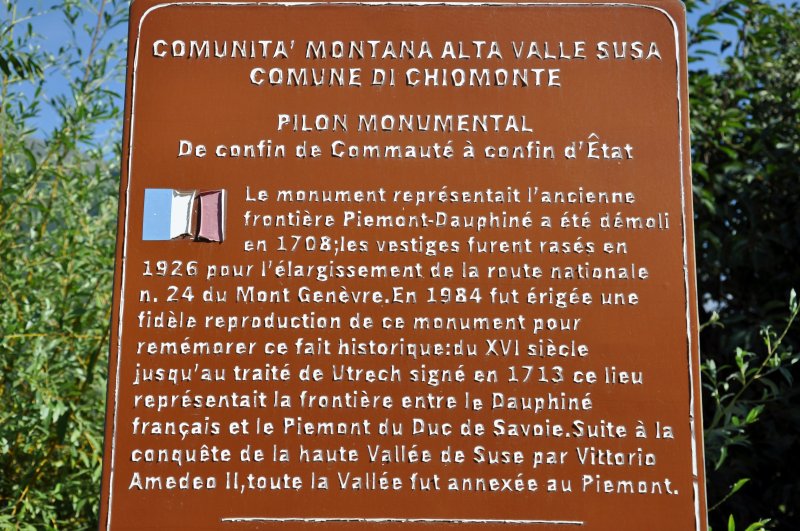 COMUNITA' MONTANA ALTA VALLE SUSA
COMUNE DI CHIOMONTE
PILON MONUMENTAL
De confin de Commauté à confin d'Êtat
Le monument représentait l'ancienne
frontière Piemont-Dauphiné a été démoli
en 1708;les vestiges furent rasés en
1926 pour l'élargissement de la route nationale
n. 24 du Mont Genèvre.En 1984 fut érigée une
fidèle reproduction de ce monument pour
remémorer ce fait historique:du XVI siècle
jusqu'au traité de Utrech signé en 1713 ce lieu
représentait la frontière entre le Dauphiné
français et le Piemont du Duc de Savoie.Suite à la
conquête de la haute Vallée de Suse par Vittorio
Amedeo II,toute la Vallée fut annexée au Piemont.